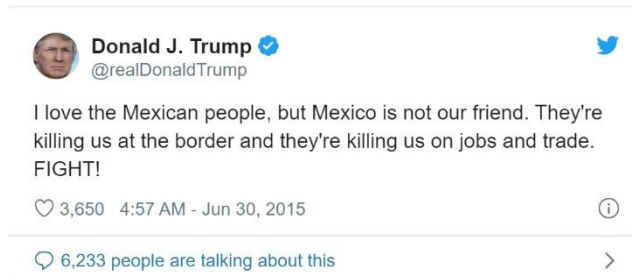 Donald J. Trump
@realDonaldTrump
I love the Mexican people, but Mexico is not our friend. They're
killing us at the border and they're killing us on jobs and trade.
FIGHT!
3,650 4:57 AM - Jun 30, 2015
6,233 people are talking about this